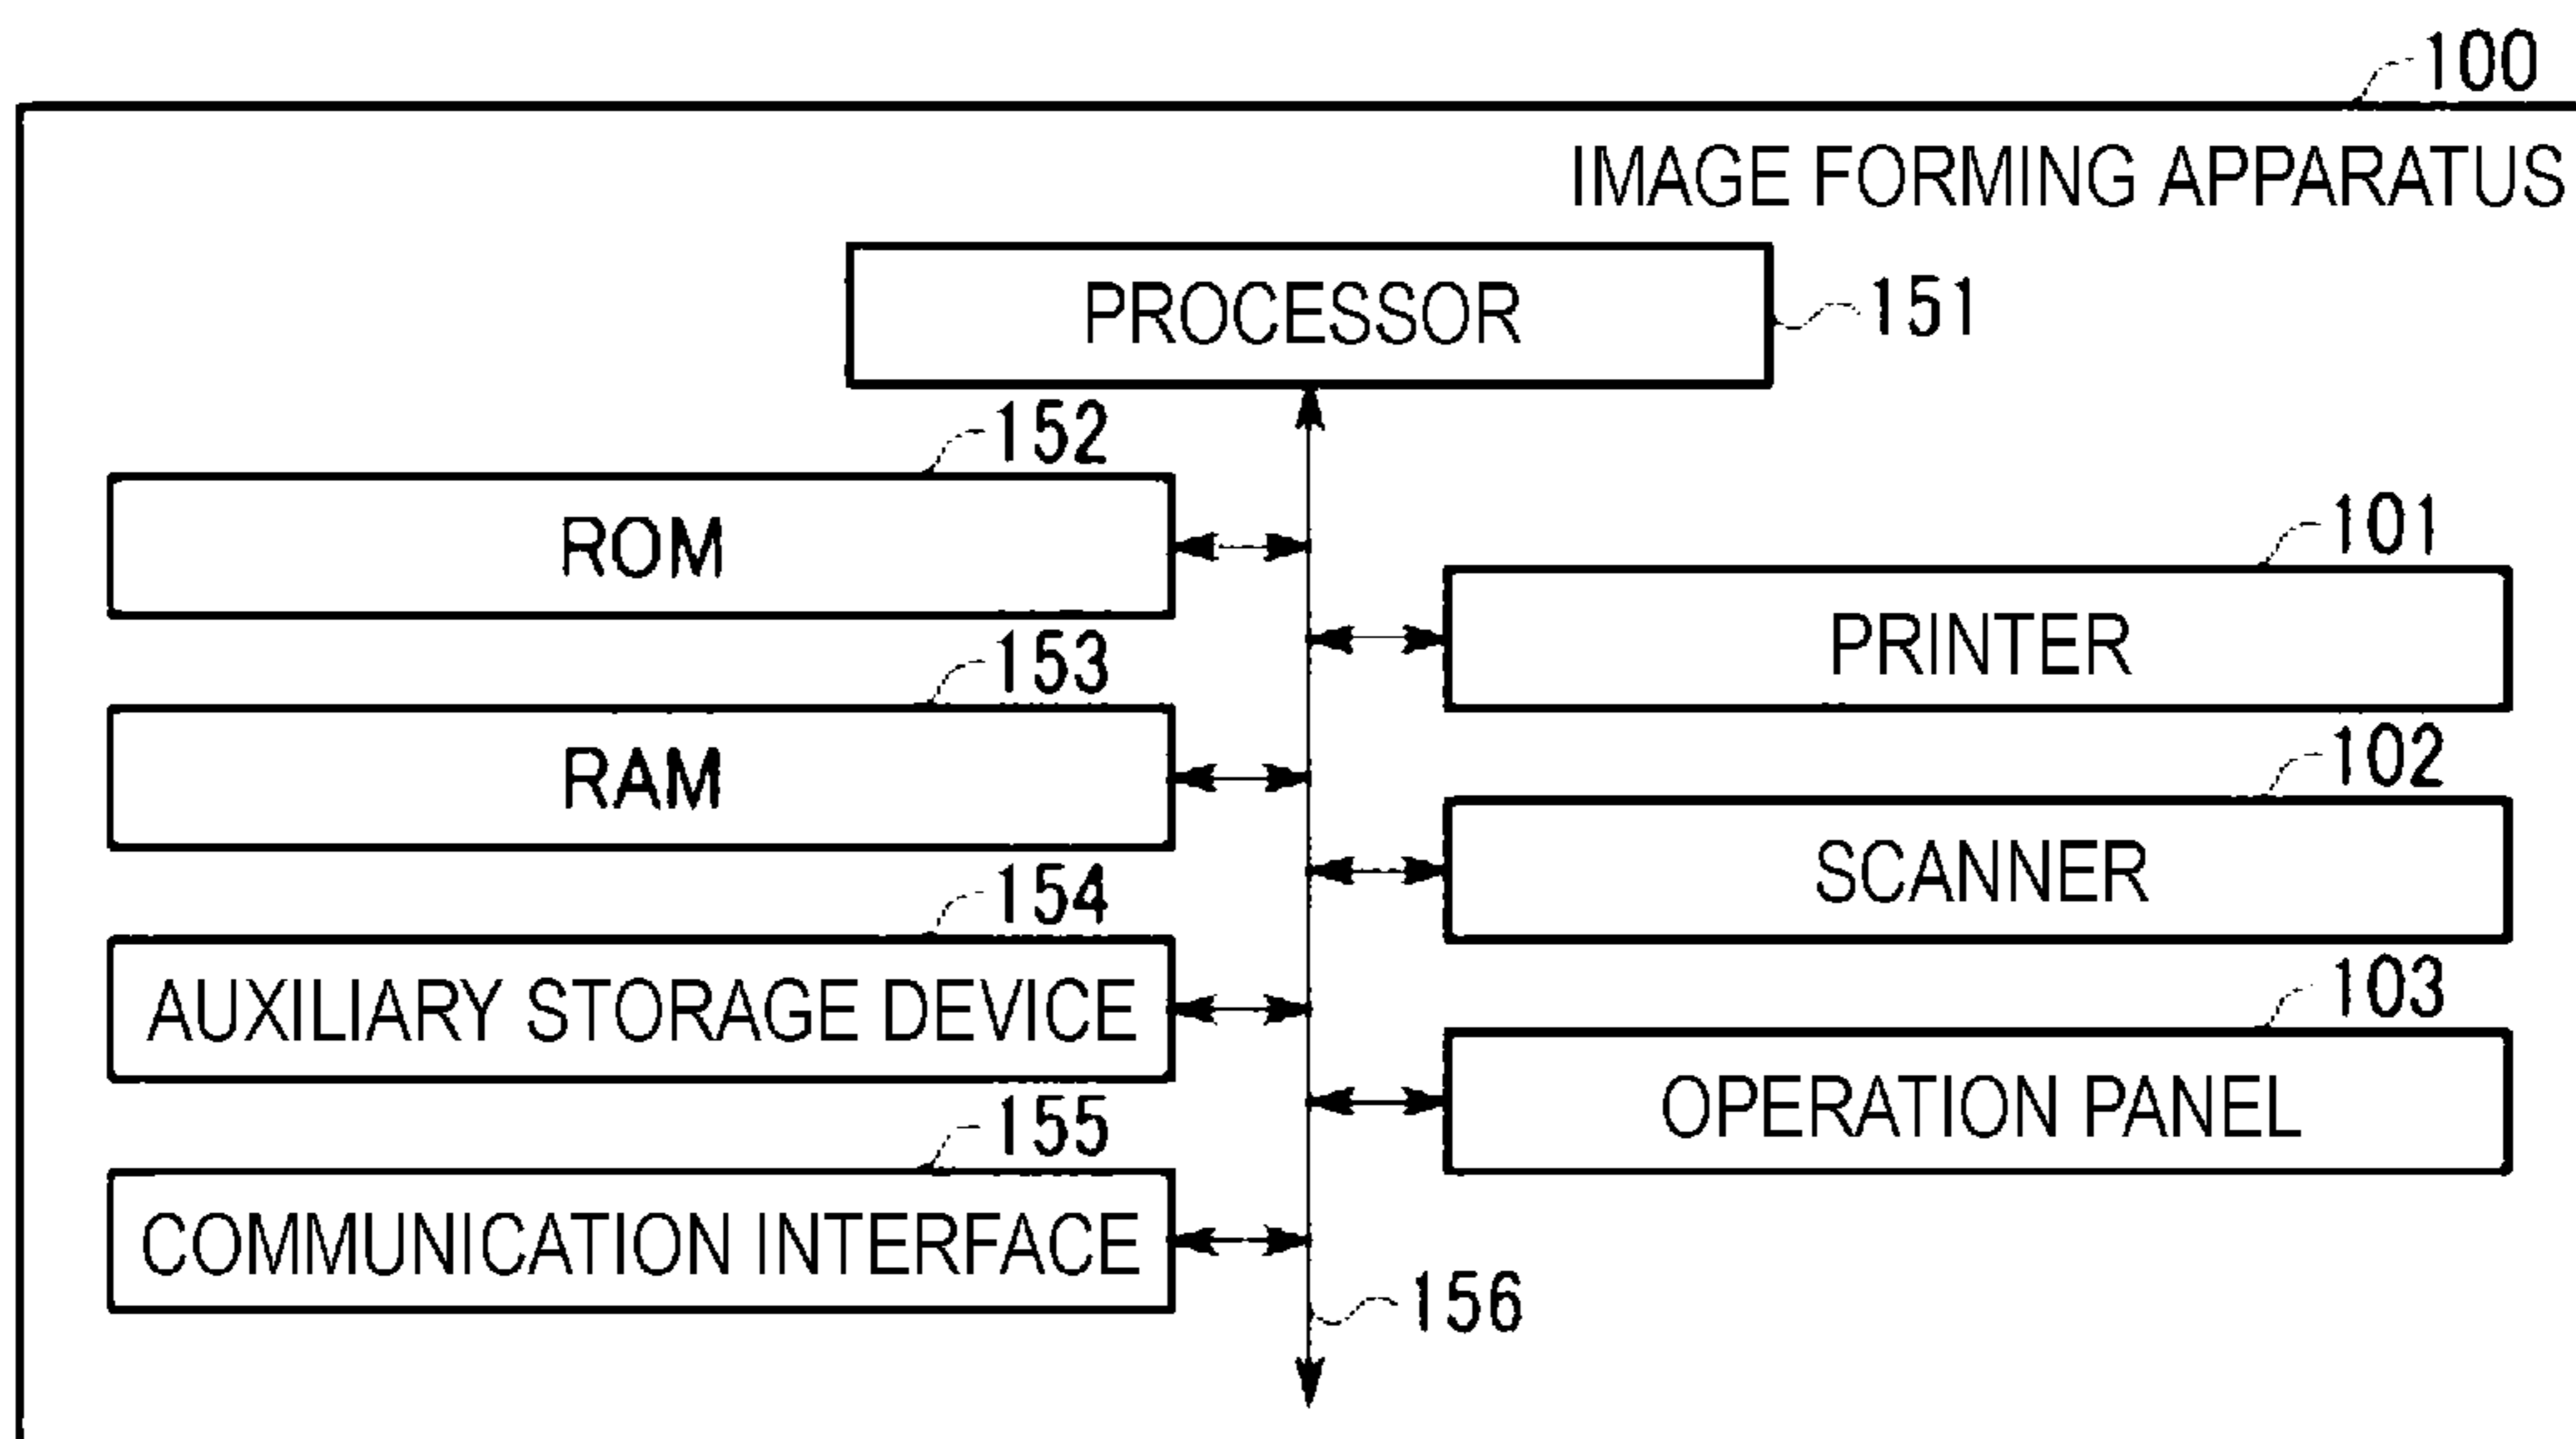 100
IMAGE FORMING APPARATUS
PROCESSOR
151
152
ROM
101
PRINTER
153
RAM
102
SCANNER
154
AUXILIARY STORAGE DEVICE
103
OPERATION PANEL
155
COMMUNICATION INTERFACE
156